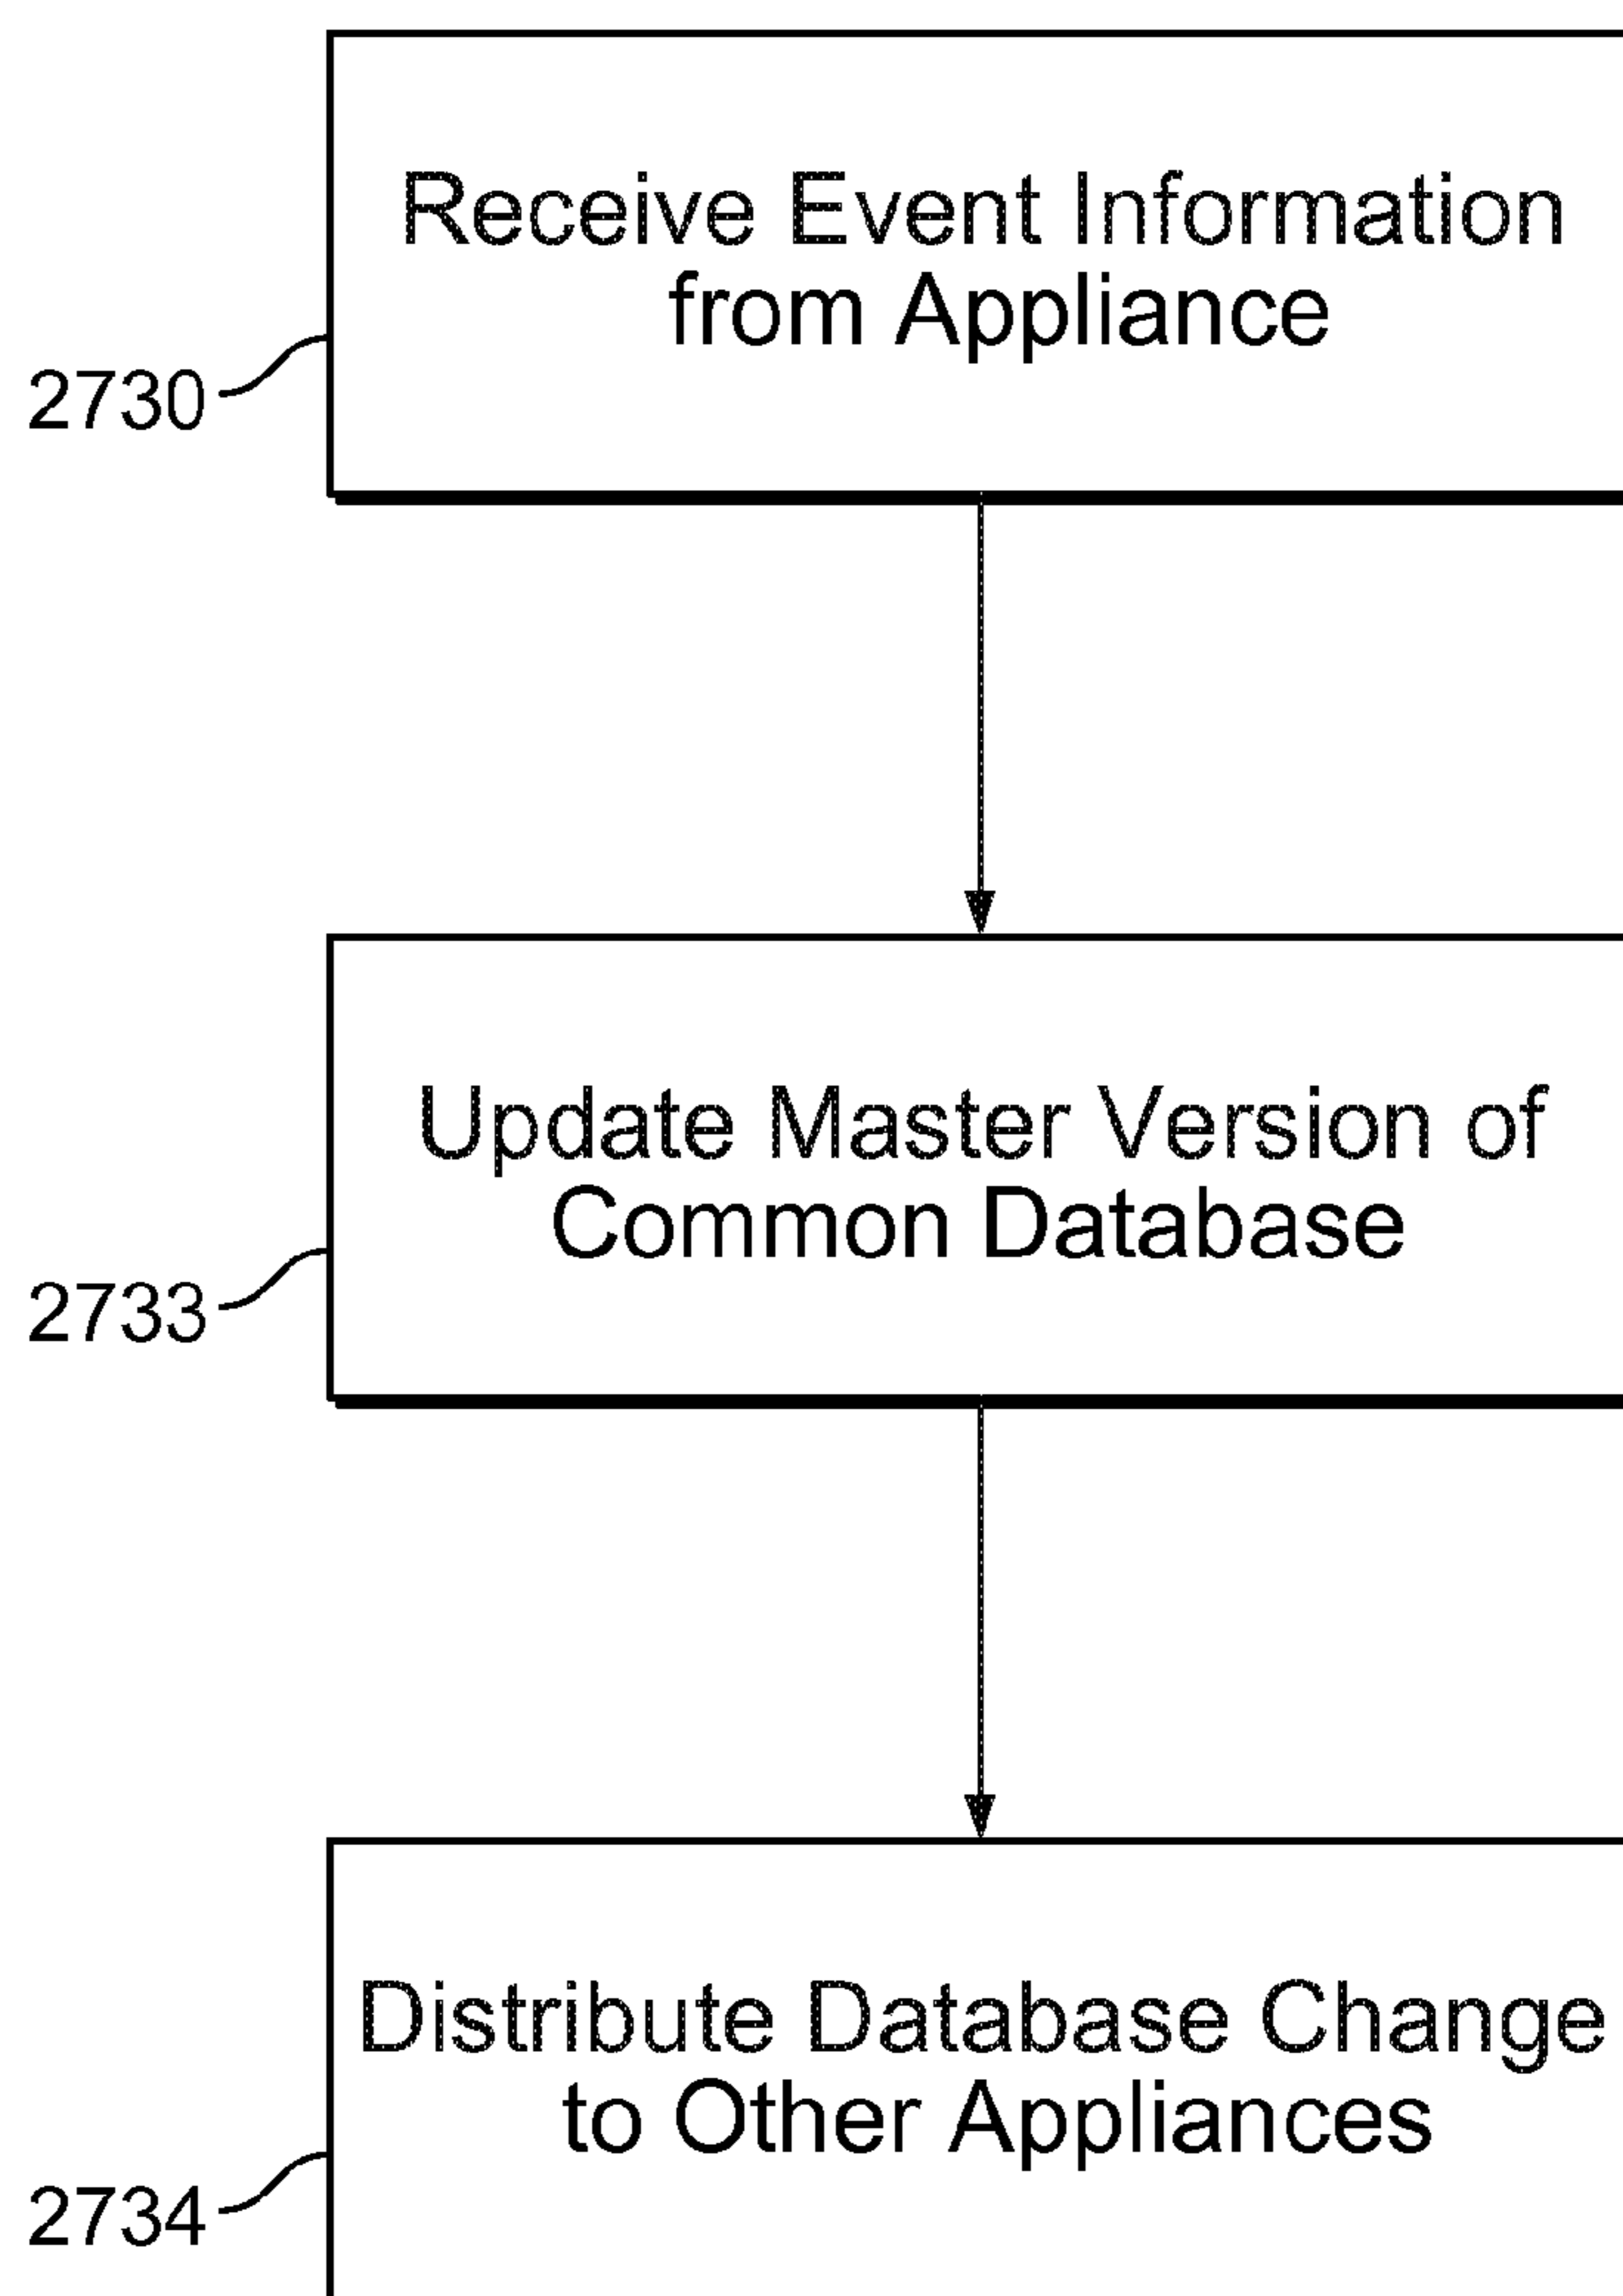 Receive Event Information
from Appliance
2730
Update Master Version of
Common Database
2733
Distribute Database Change
to Other Appliances
2734